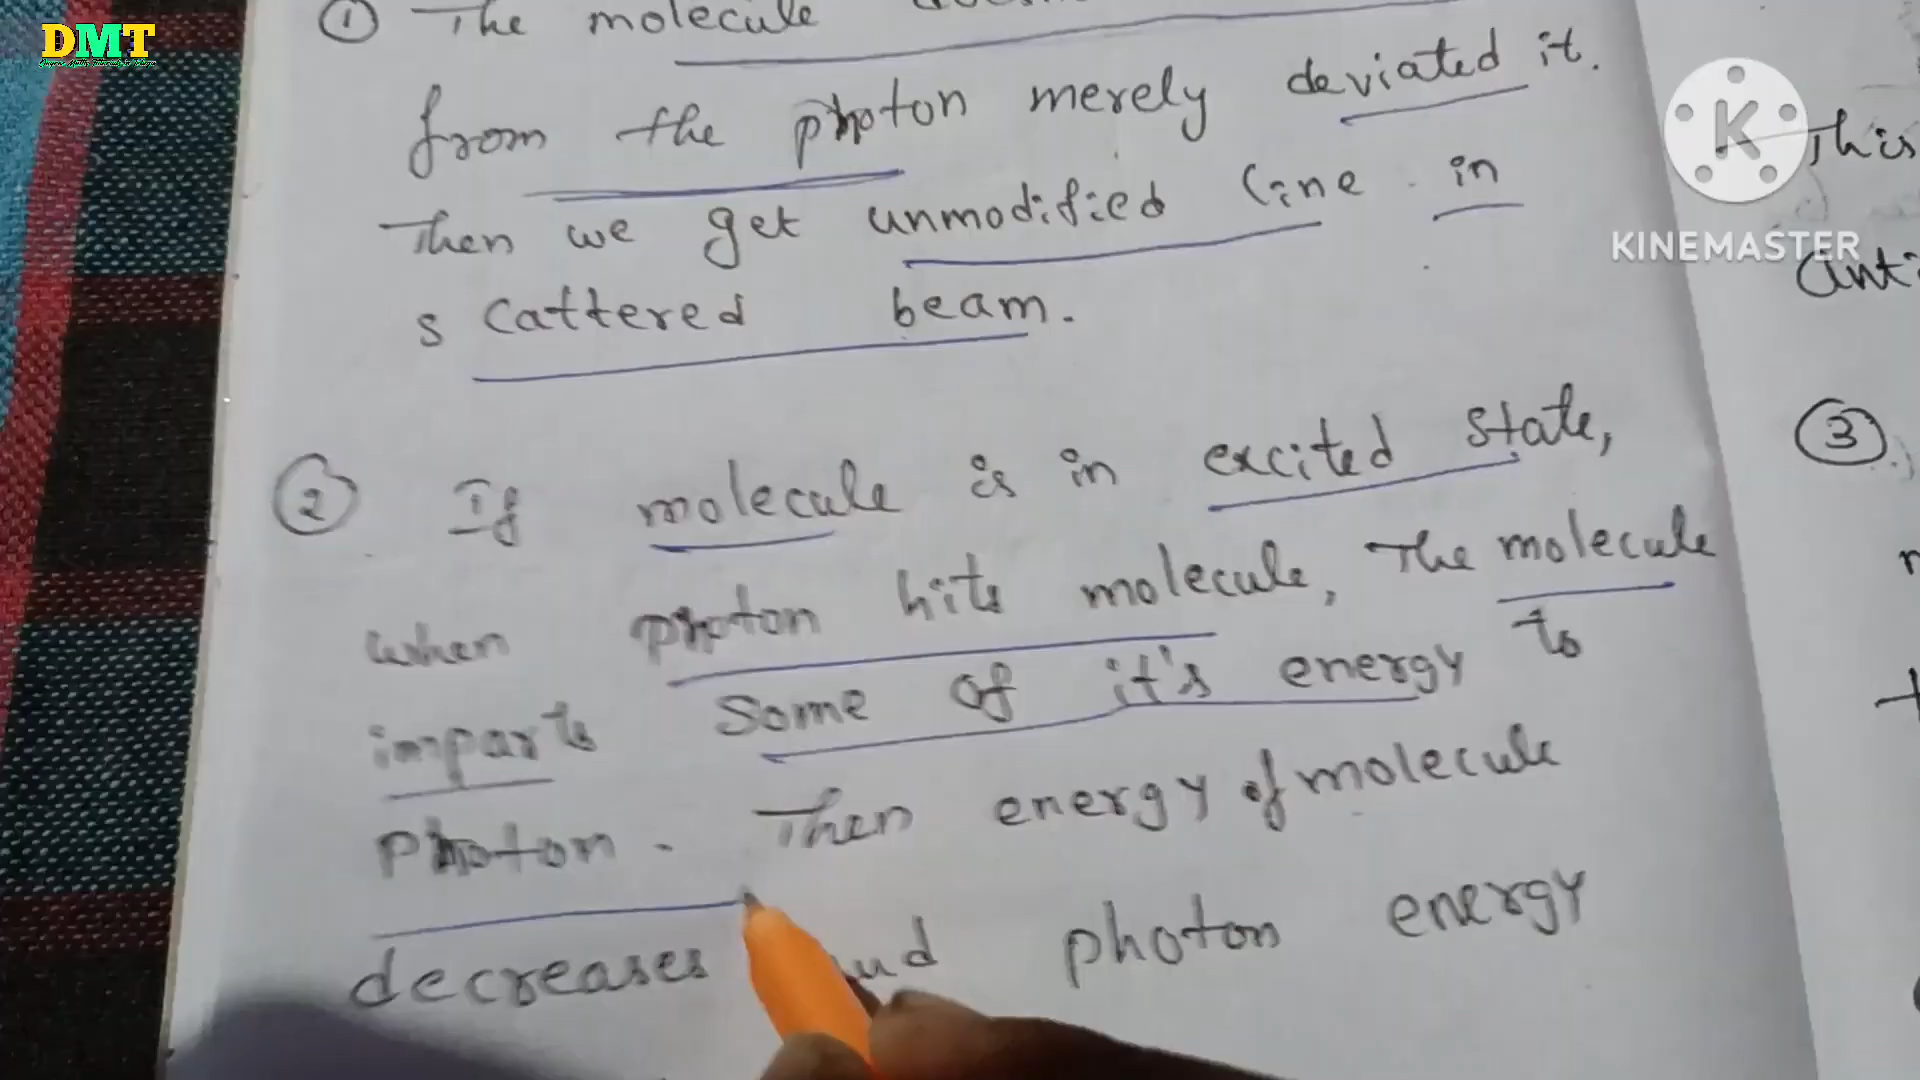 DMT
KINEMASTER
① The molecule
from the photon merely deviated it.
Then we get unmodified line in
scattered beam.
② If molecule is in excited state,
when photon hits molecule, The molecule
imparts some of it's energy to
photon. Then energy of molecule
decreases and photon energy
This
anti
③